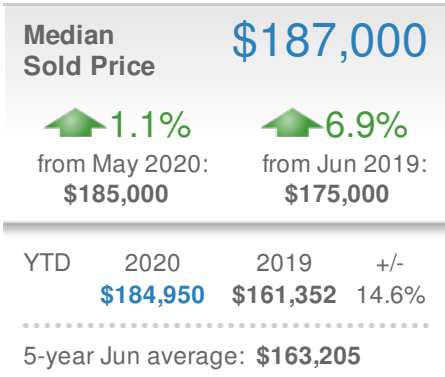 Median
Sold Price
$187,000
1.1%
6.9%
from May 2020:
from Jun 2019:
$185,000
$175,000
YTD 2020 2019 +/-
$184,950 $161,352 14.6%
5-year Jun average: $163,205